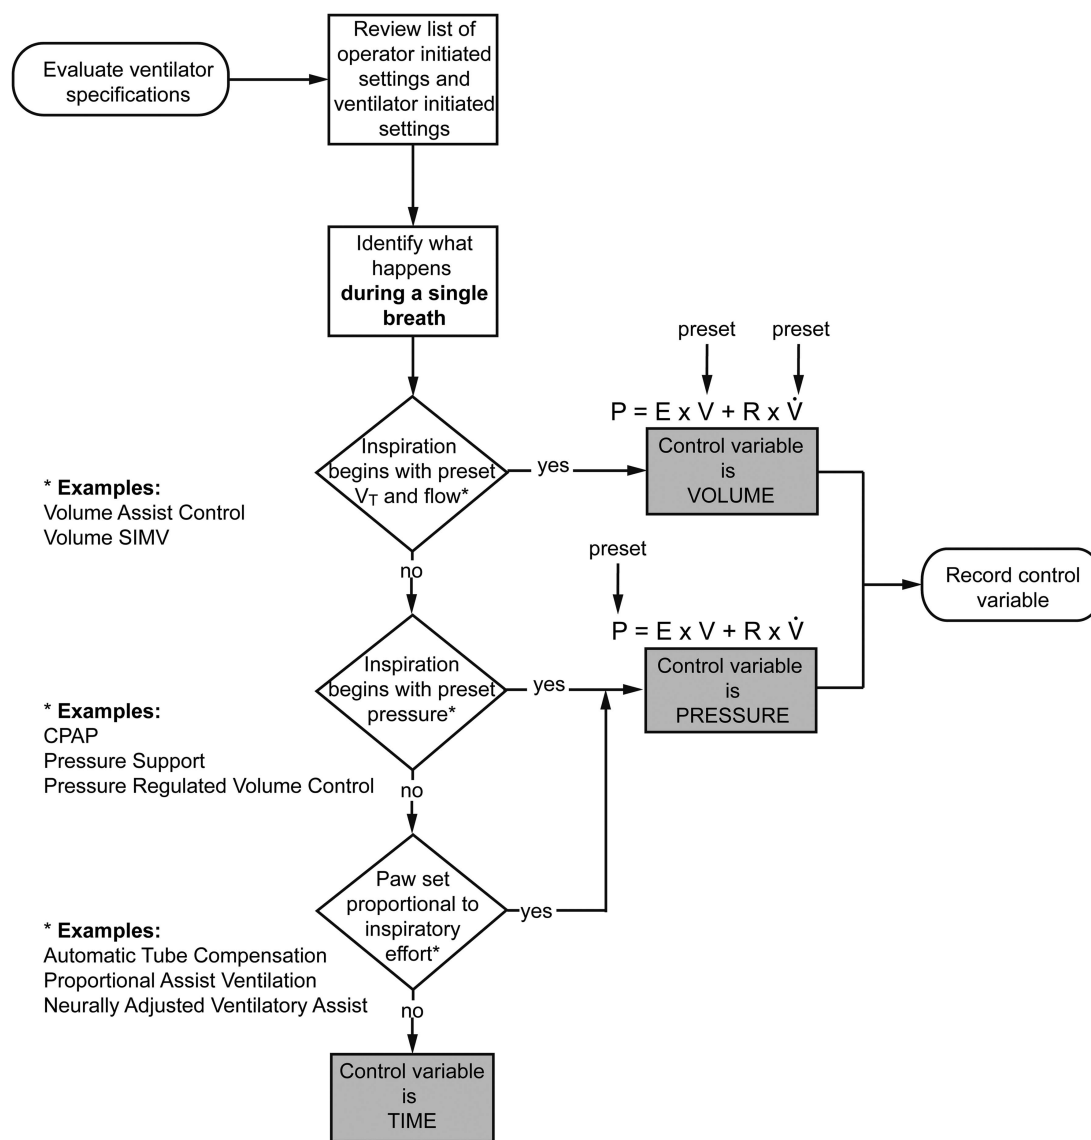 Evaluate ventilator
specifications
Review list of
operator initiated
settings and
ventilator initiated
settings
Identify what
happens
during a single
breath
preset
preset
P = E x V + R x V̇
Inspiration
begins with preset
V_T and flow*
yes
Control variable
is
VOLUME
* Examples:
Volume Assist Control
Volume SIMV
no
preset
P = E x V + R x V̇
Record control
variable
Inspiration
begins with preset
pressure*
yes
Control variable
is
PRESSURE
* Examples:
CPAP
Pressure Support
Pressure Regulated Volume Control
no
Paw set
proportional to
inspiratory
effort*
yes
* Examples:
Automatic Tube Compensation
Proportional Assist Ventilation
Neurally Adjusted Ventilatory Assist
no
Control variable
is
TIME